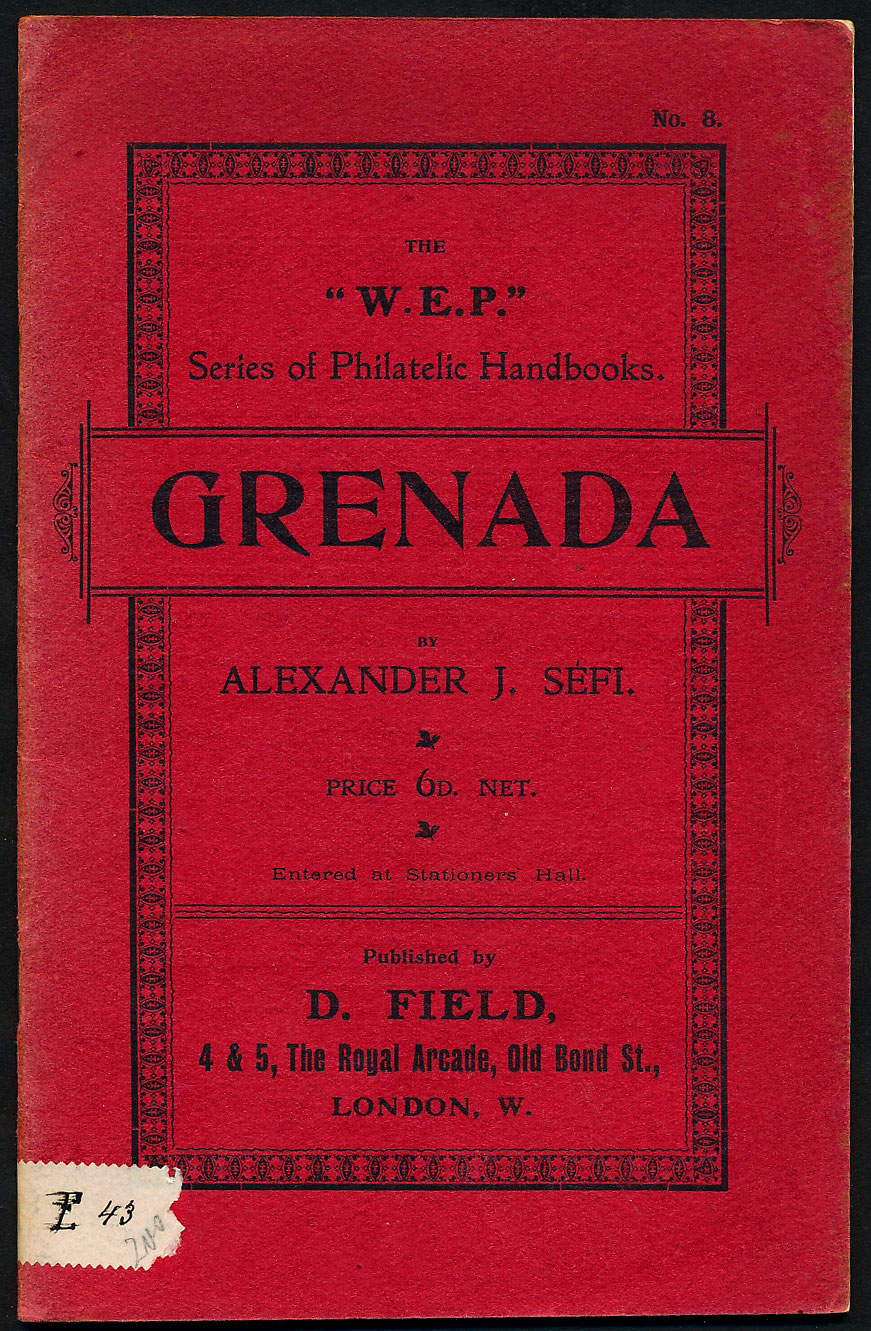 No. 8.
THE
"W.E.P."
Series of Philatelic Handbooks.
GRENADA
BY
ALEXANDER J. SÉFI.
PRICE 6D. NET.
Entered at Stationers' Hall.
Published by
D. FIELD,
4 & 5, The Royal Arcade, Old Bond St.,
LONDON, W.
43